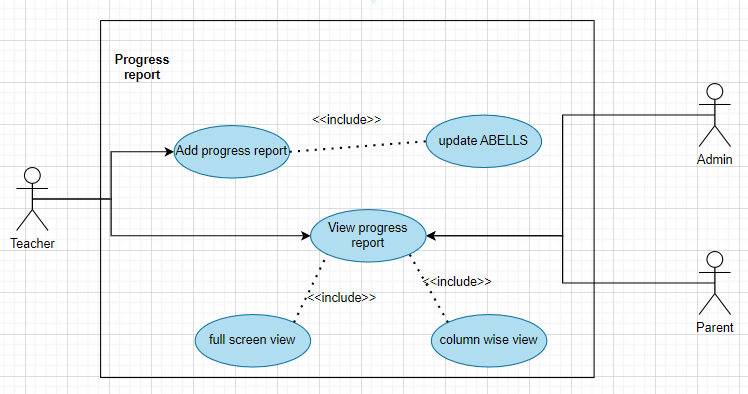 Progress
report
<<include>>
Add progress report
update ABELLS
Admin
Teacher
View progress
report
<<include>>
<<include>>
Parent
full screen view
column wise view